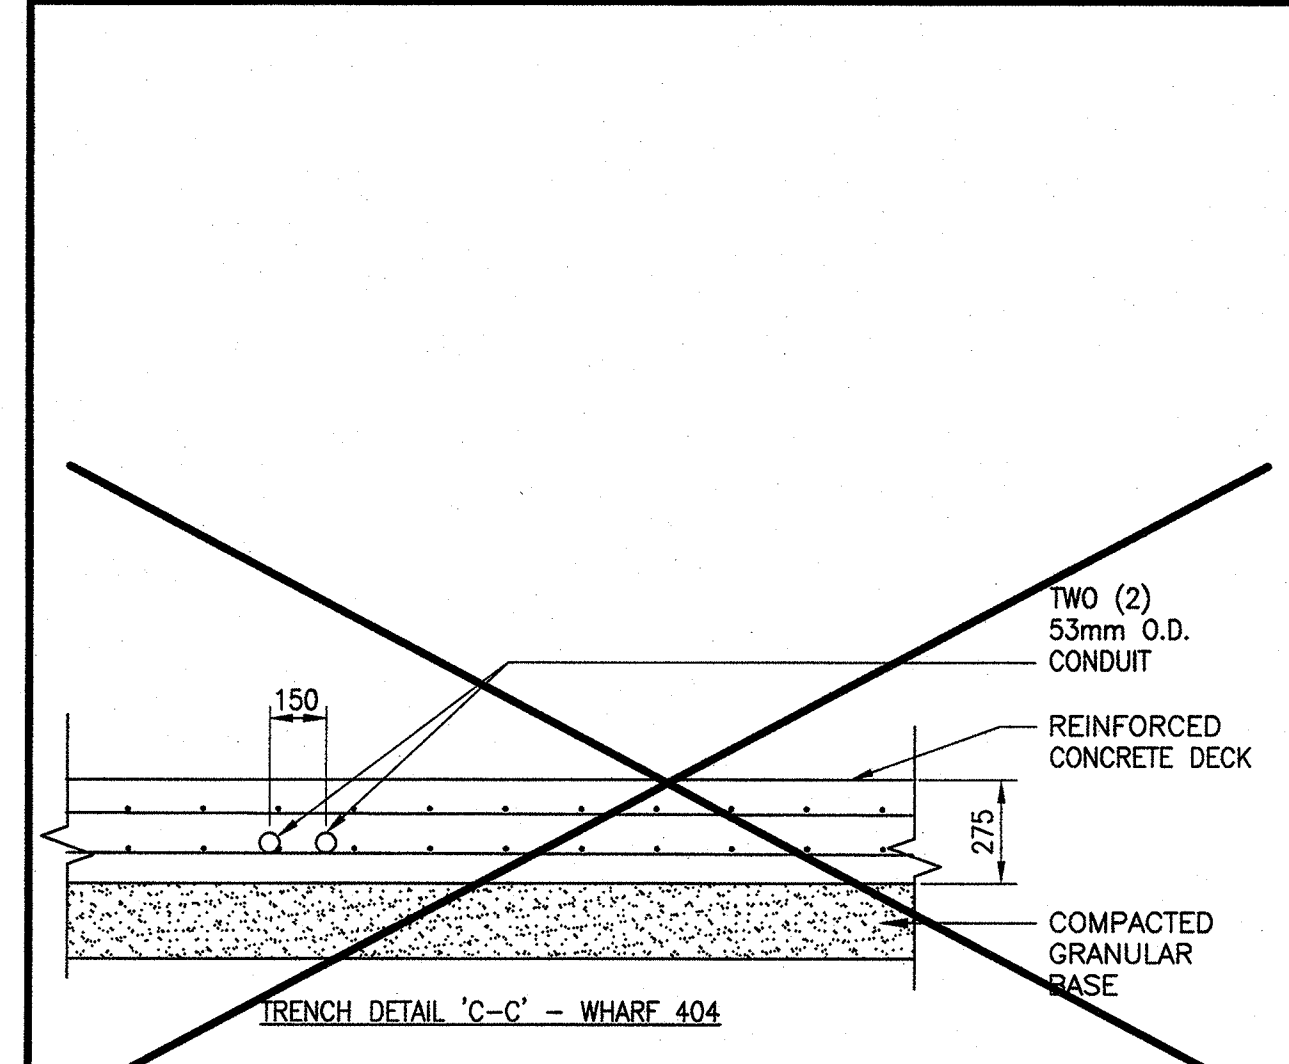 TWO (2)
53mm O.D.
CONDUIT
150
REINFORCED
CONCRETE DECK
275
COMPACTED
GRANULAR
BASE
TRENCH DETAIL 'C-C' - WHARF 404